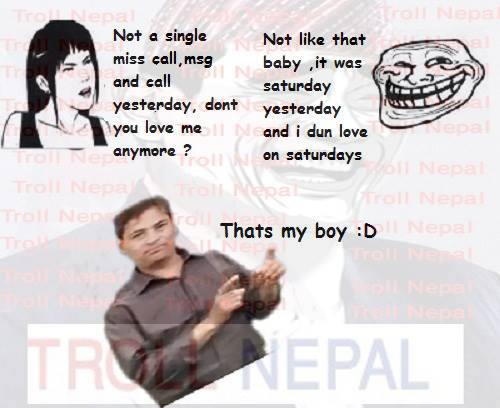 Not a single
miss call,msg
and call
yesterday, dont
you love me
anymore ?
Not like that
baby ,it was
saturday
yesterday
and i dun love
on saturdays
Thats my boy :D
TROLL NEPAL